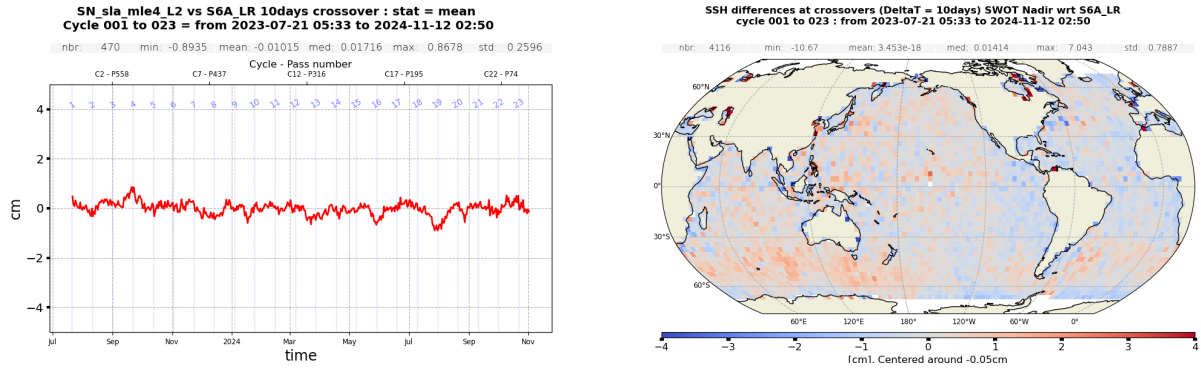 SN_sla_mle4_L2 vs S6A_LR 10days crossover : stat = mean
Cycle 001 to 023 = from 2023-07-21 05:33 to 2024-11-12 02:50
nbr: 470 min: -0.8935 mean: -0.01015 med: 0.01716 max: 0.8678 std: 0.2596
Cycle - Pass number
C2 - P558 C7 - P437 C12 - P316 C17 - P195 C22 - P74
1 2 3 4 5 6 7 8 9 10 11 12 13 14 15 16 17 18 19 20 21 22 23
4
2
0
−2
−4
cm
Jul Sep Nov 2024 Mar May Jul Sep Nov
time
SSH differences at crossovers (DeltaT = 10days) SWOT Nadir wrt S6A_LR
Cycle 001 to 023 : from 2023-07-21 05:33 to 2024-11-12 02:50
nbr: 4116 min: -10.67 mean: 3.453e-18 med: 0.01414 max: 7.043 std: 0.7887
60°N
30°N
0°
30°S
60°S
60°E 120°E 180° 120°W 60°W 0°
−4 −3 −2 −1 0 1 2 3 4
[cm]. Centered around -0.05cm